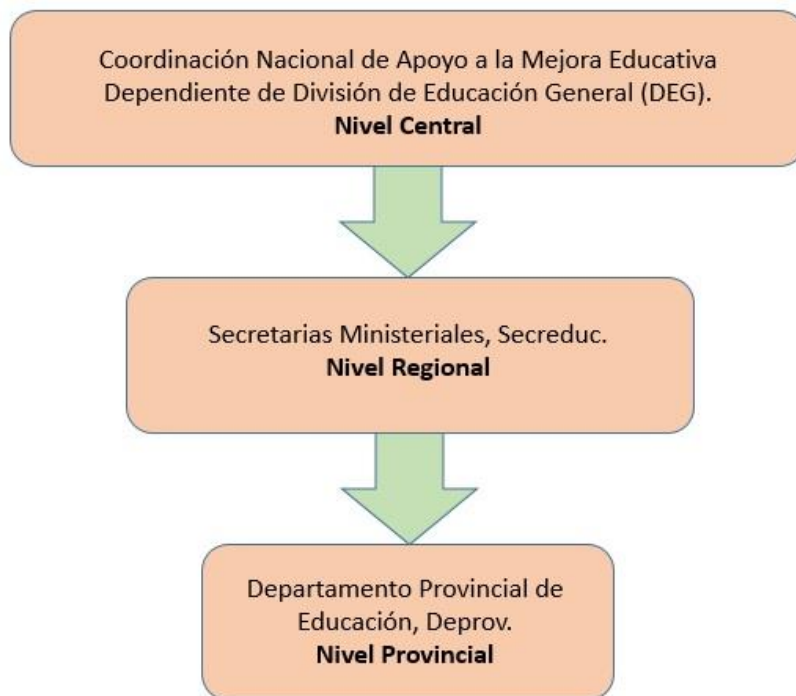 Coordinación Nacional de Apoyo a la Mejora Educativa
Dependiente de División de Educación General (DEG).
Nivel Central
Secretarias Ministeriales, Secreduc.
Nivel Regional
Departamento Provincial de
Educación, Deprov.
Nivel Provincial